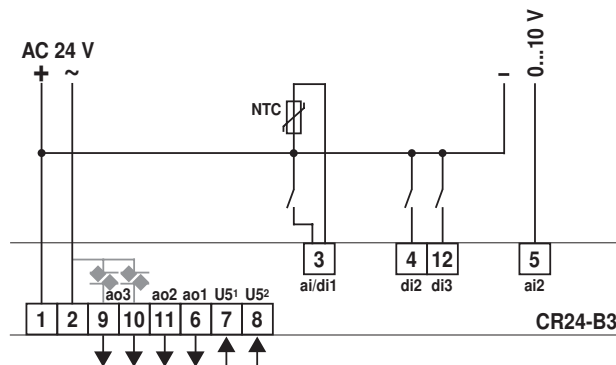 AC 24 V
+ ~
– 0...10 V
NTC
3 4 12 5
ai/di1 di2 di3 ai2
ao3 ao2 ao1 U5¹ U5²
1 2 9 10 11 6 7 8
CR24-B3